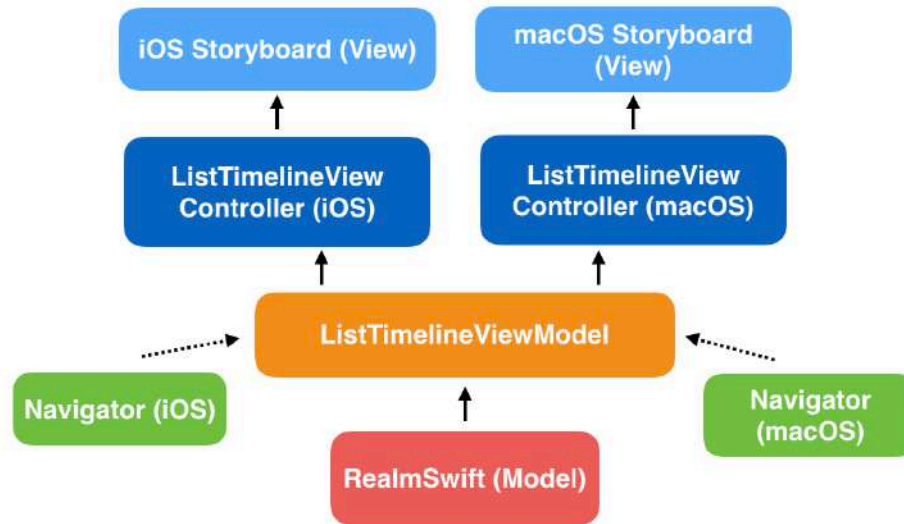 iOS Storyboard (View)
macOS Storyboard
(View)
ListTimelineView
Controller (iOS)
ListTimelineView
Controller (macOS)
ListTimelineViewModel
Navigator (iOS)
Navigator
(macOS)
RealmSwift (Model)